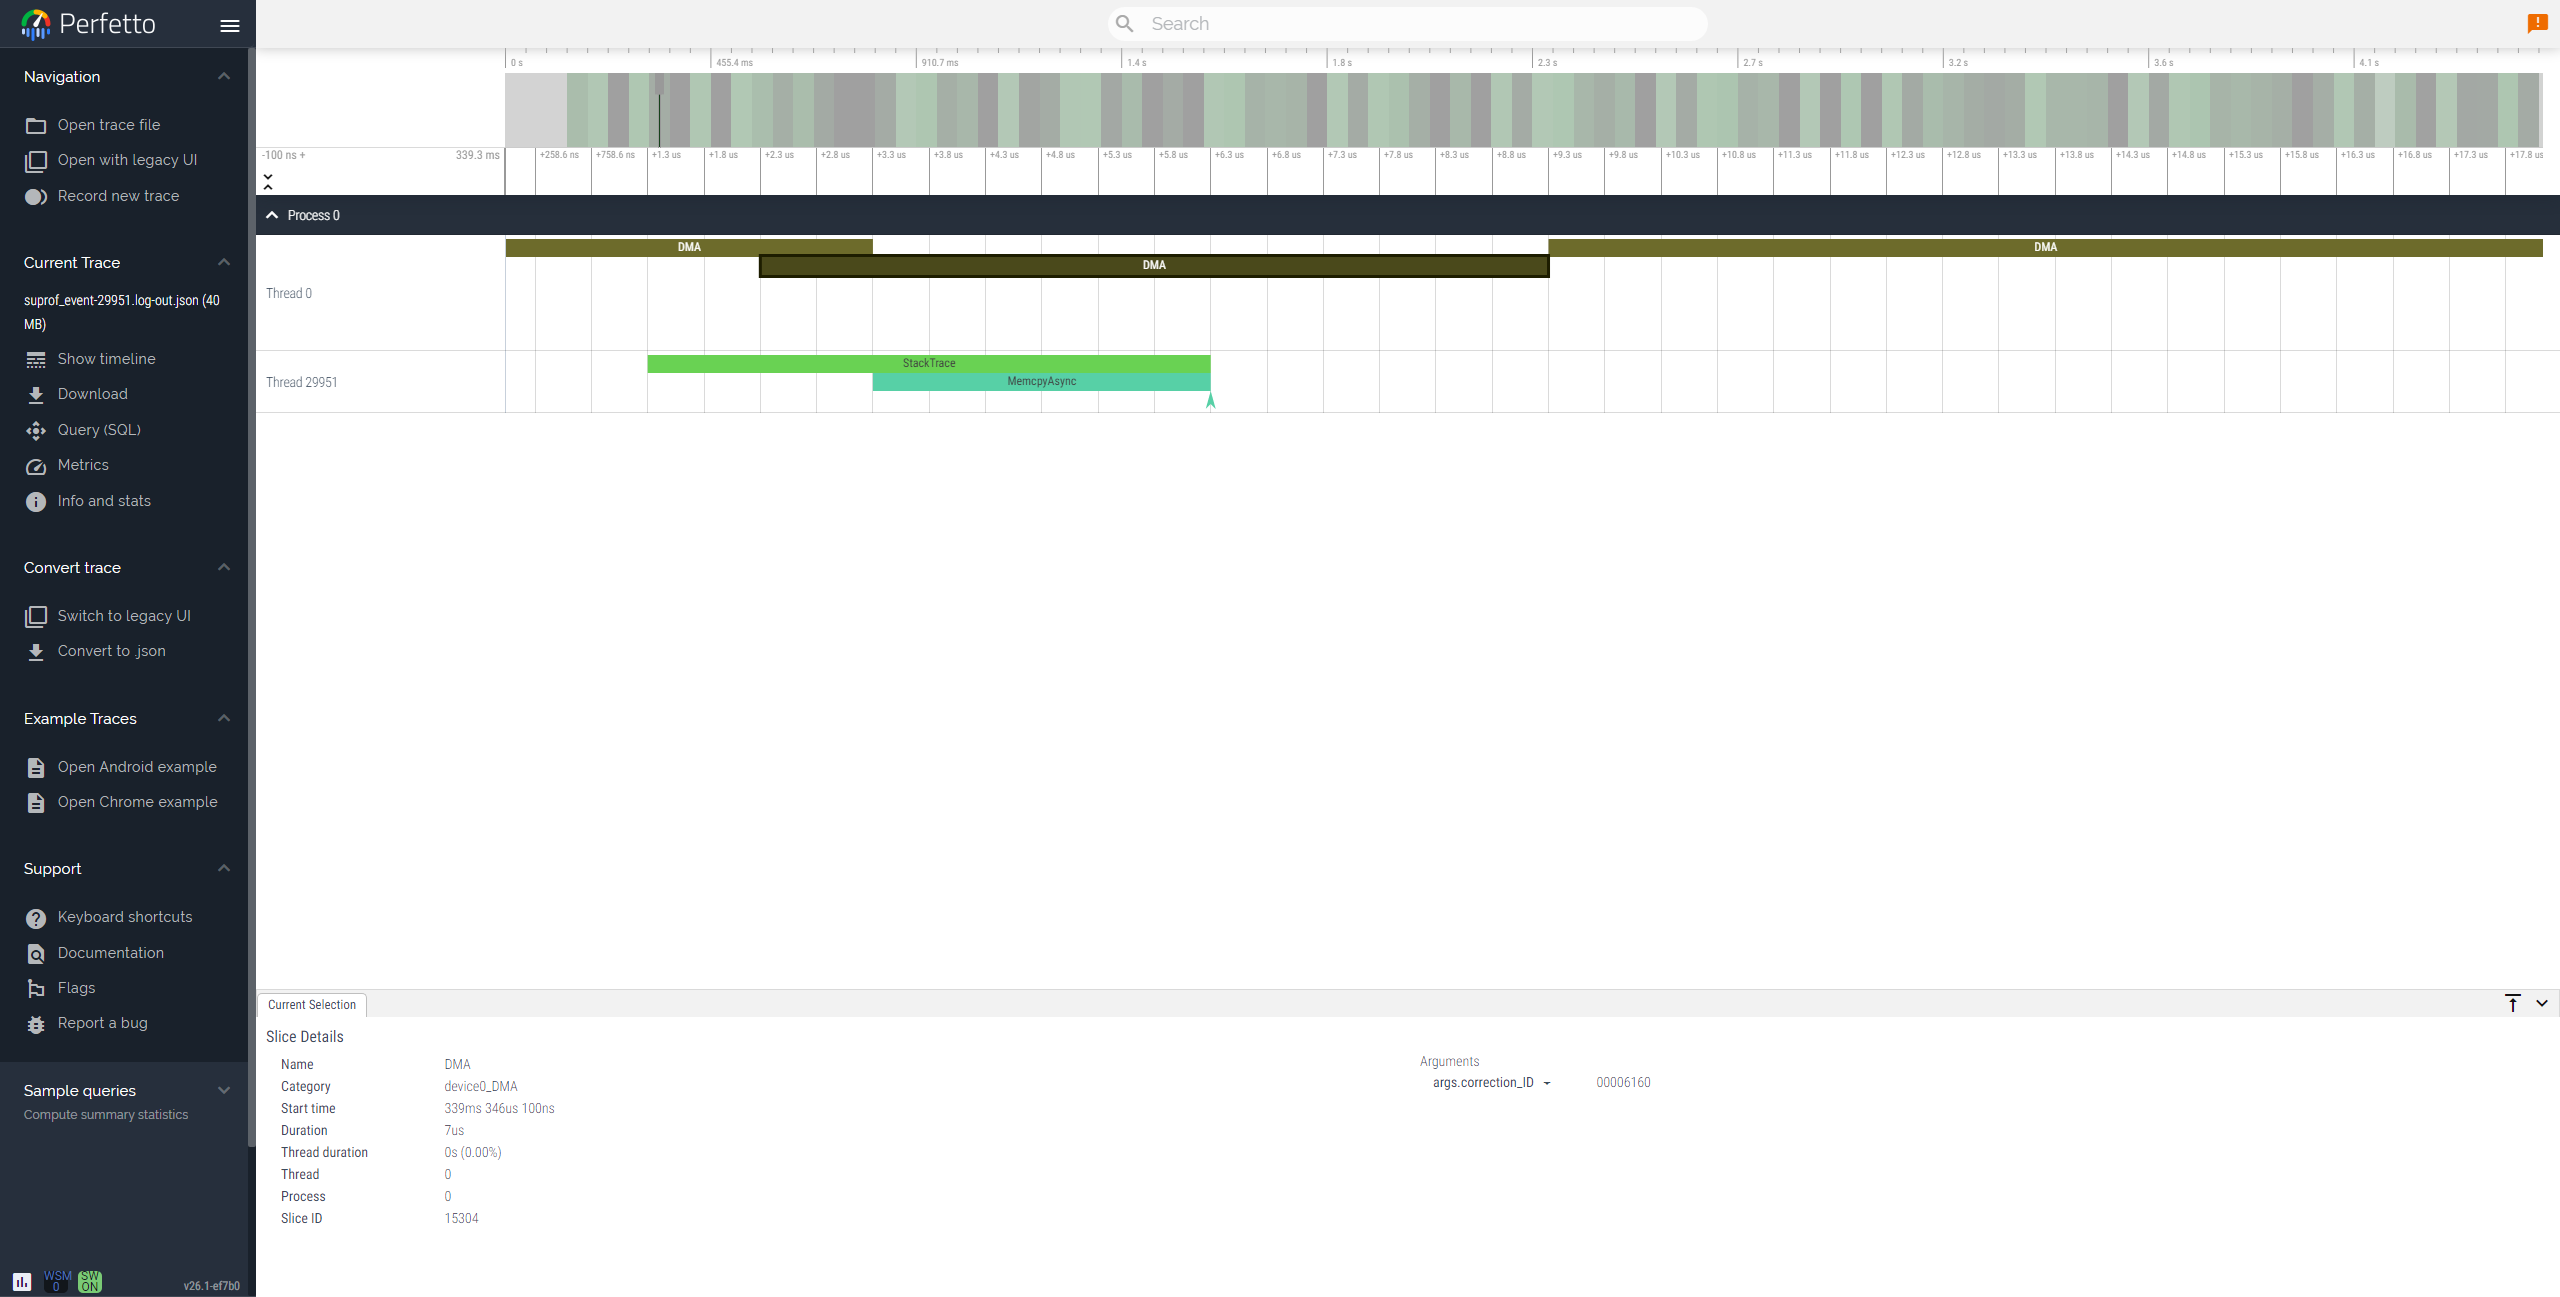 Perfetto
Search
Navigation
Open trace file
Open with legacy UI
Record new trace
Current Trace
suprof_event-29951.log-out.json (40
MB)
Show timeline
Download
Query (SQL)
Metrics
Info and stats
Convert trace
Switch to legacy UI
Convert to .json
Example Traces
Open Android example
Open Chrome example
Support
Keyboard shortcuts
Documentation
Flags
Report a bug
Sample queries
Compute summary statistics
WSM
0
SW
ON
v26.1-ef7b0
0 s 455.4 ms 910.7 ms 1.4 s 1.8 s 2.3 s 2.7 s 3.2 s 3.6 s 4.1 s
-100 ns + 339.3 ms +258.6 ns +758.6 ns +1.3 us +1.8 us +2.3 us +2.8 us +3.3 us +3.8 us +4.3 us +4.8 us +5.3 us +5.8 us +6.3 us +6.8 us +7.3 us +7.8 us +8.3 us +8.8 us +9.3 us +9.8 us +10.3 us +10.8 us +11.3 us +11.8 us +12.3 us +12.8 us +13.3 us +13.8 us +14.3 us +14.8 us +15.3 us +15.8 us +16.3 us +16.8 us +17.3 us +17.8 us
Process 0
DMA DMA
DMA
Thread 0
StackTrace
Thread 29951
MemcpyAsync
Current Selection
Slice Details
Name DMA
Category device0_DMA
Start time 339ms 346us 100ns
Duration 7us
Thread duration 0s (0.00%)
Thread 0
Process 0
Slice ID 15304
Arguments
args.correction_ID 00006160